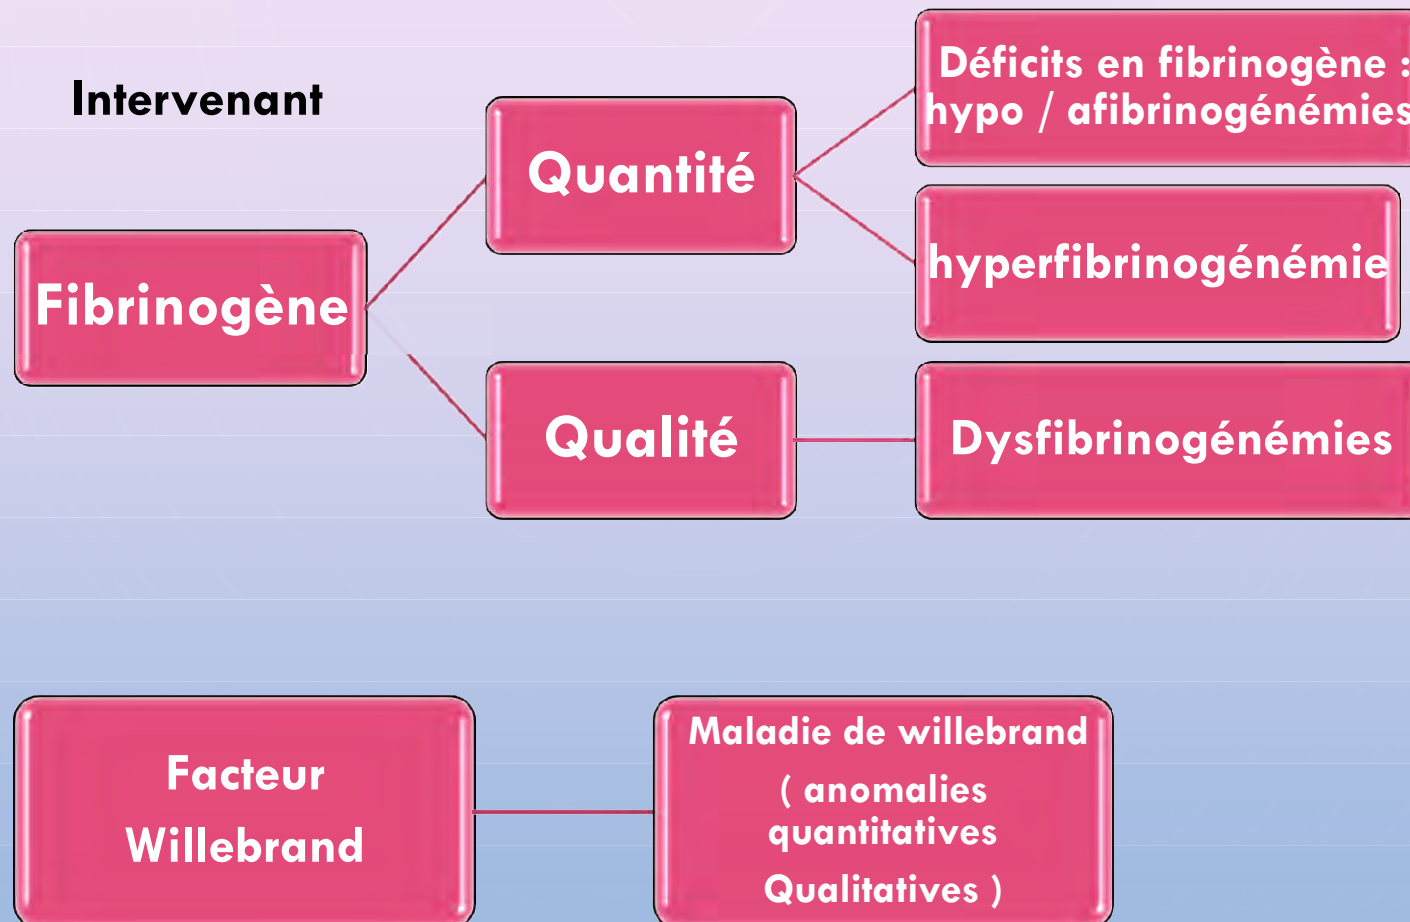 Intervenant
Fibrinogène
Quantité
Déficits en fibrinogène :
hypo / afibrinogénémies
hyperfibrinogénémie
Qualité
Dysfibrinogénémies
Facteur
Willebrand
Maladie de willebrand
( anomalies
quantitatives
Qualitatives )